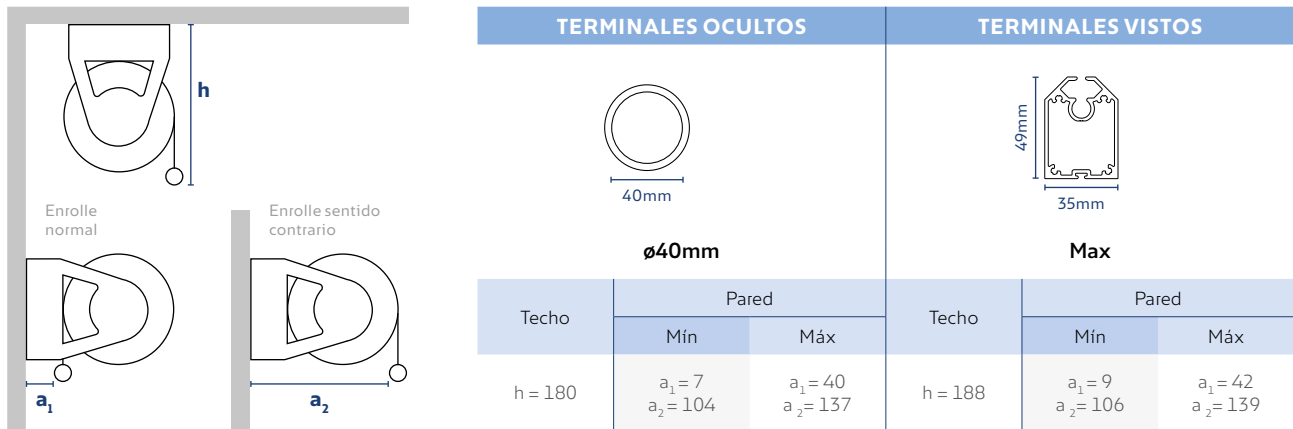 h
Enrolle
normal
Enrolle sentido
contrario
a₁
a₂
TERMINALES OCULTOS
TERMINALES VISTOS
40mm
49mm
35mm
ø40mm
Max
Techo
Pared
Mín
Máx
Techo
Pared
Mín
Máx
h = 180
a₁ = 7
a₂ = 104
a₁ = 40
a₂ = 137
h = 188
a₁ = 9
a₂ = 106
a₁ = 42
a₂ = 139